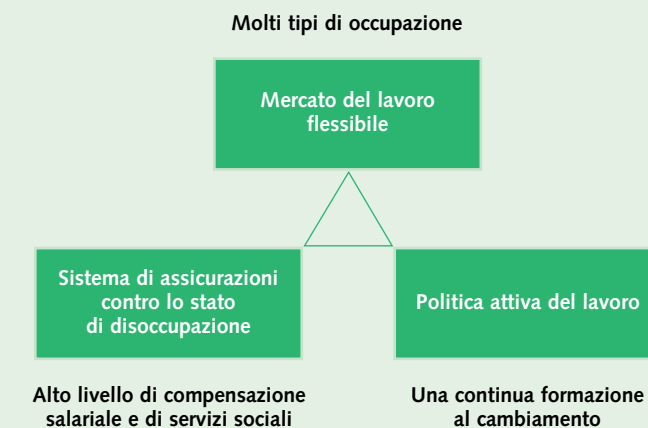 Molti tipi di occupazione
Mercato del lavoro
flessibile
Sistema di assicurazioni
contro lo stato
di disoccupazione
Politica attiva del lavoro
Alto livello di compensazione
salariale e di servizi sociali
Una continua formazione
al cambiamento